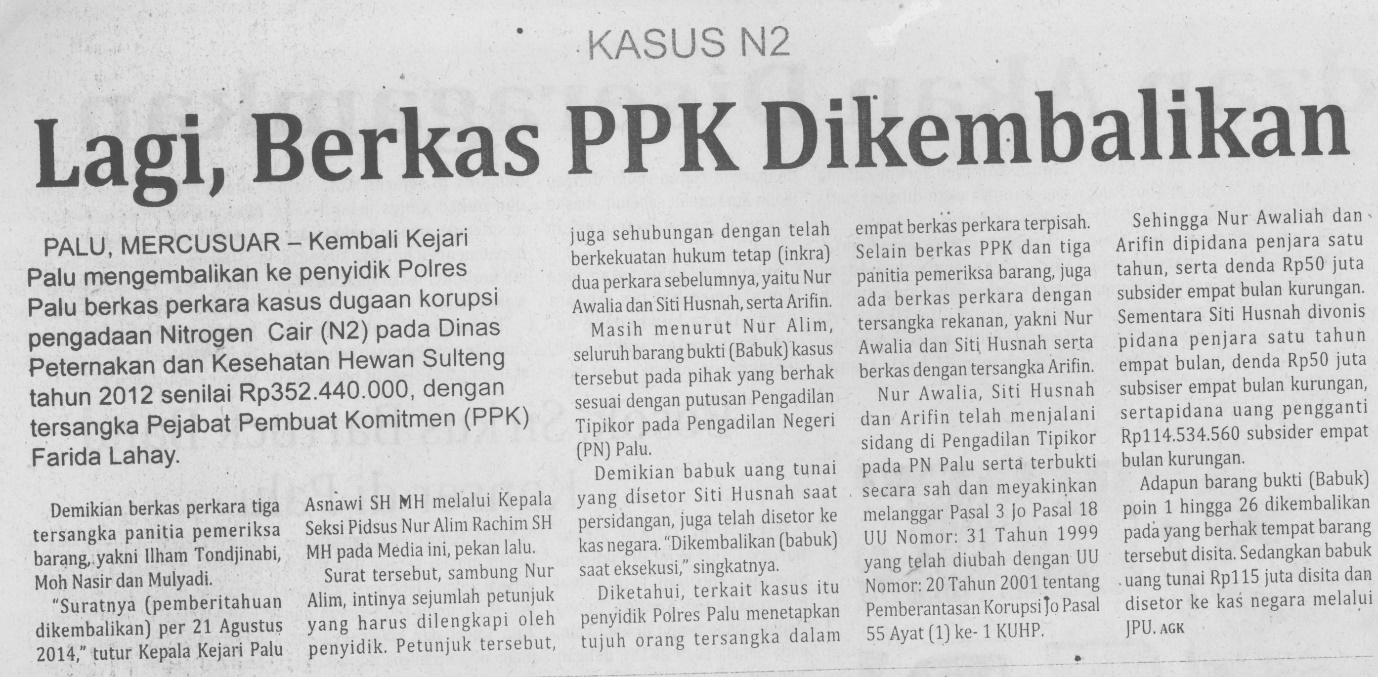 KASUS N2
Lagi, Berkas PPK Dikembalikan
PALU, MERCUSUAR – Kembali Kejari
Palu mengembalikan ke penyidik Polres
Palu berkas perkara kasus dugaan korupsi
pengadaan Nitrogen Cair (N2) pada Dinas
Peternakan dan Kesehatan Hewan Sulteng
tahun 2012 senilai Rp352.440.000, dengan
tersangka Pejabat Pembuat Komitmen (PPK)
Farida Lahay.
Demikian berkas perkara tiga
tersangka panitia pemeriksa
barang, yakni Ilham Tondjinabi,
Moh Nasir dan Mulyadi.
"Suratnya (pemberitahuan
dikembalikan) per 21 Agustus
2014," tutur Kepala Kejari Palu
Asnawi SH MH melalui Kepala
Seksi Pidsus Nur Alim Rachim SH
MH pada Media ini, pekan lalu.
Surat tersebut, sambung Nur
Alim, intinya sejumlah petunjuk
yang harus dilengkapi oleh
penyidik. Petunjuk tersebut,
juga sehubungan dengan telah
berkekuatan hukum tetap (inkra)
dua perkara sebelumnya, yaitu Nur
Awalia dan Siti Husnah, serta Arifin.
Masih menurut Nur Alim,
seluruh barang bukti (Babuk) kasus
tersebut pada pihak yang berhak
sesuai dengan putusan Pengadilan
Tipikor pada Pengadilan Negeri
(PN) Palu.
Demikian babuk uang tunai
yang disetor Siti Husnah saat
persidangan, juga telah disetor ke
kas negara. "Dikembalikan (babuk)
saat eksekusi," singkatnya.
Diketahui, terkait kasus itu
penyidik Polres Palu menetapkan
tujuh orang tersangka dalam
empat berkas perkara terpisah.
Selain berkas PPK dan tiga
panitia pemeriksa barang, juga
ada berkas perkara dengan
tersangka rekanan, yakni Nur
Awalia dan Siti Husnah serta
berkas dengan tersangka Arifin.
Nur Awalia, Siti Husnah
dan Arifin telah menjalani
sidang di Pengadilan Tipikor
pada PN Palu serta terbukti
secara sah dan meyakinkan
melanggar Pasal 3 Jo Pasal 18
UU Nomor: 31 Tahun 1999
yang telah diubah dengan UU
Nomor: 20 Tahun 2001 tentang
Pemberantasan Korupsi Jo Pasal
55 Ayat (1) ke- 1 KUHP.
Sehingga Nur Awaliah dan
Arifin dipidana penjara satu
tahun, serta denda Rp50 juta
subsider empat bulan kurungan.
Sementara Siti Husnah divonis
pidana penjara satu tahun
empat bulan, denda Rp50 juta
subsiser empat bulan kurungan,
sertapidana uang pengganti
Rp114.534.560 subsider empat
bulan kurungan.
Adapun barang bukti (Babuk)
poin 1 hingga 26 dikembalikan
pada yang berhak tempat barang
tersebut disita. Sedangkan babuk
uang tunai Rp115 juta disita dan
disetor ke kas negara melalui
JPU. AGK